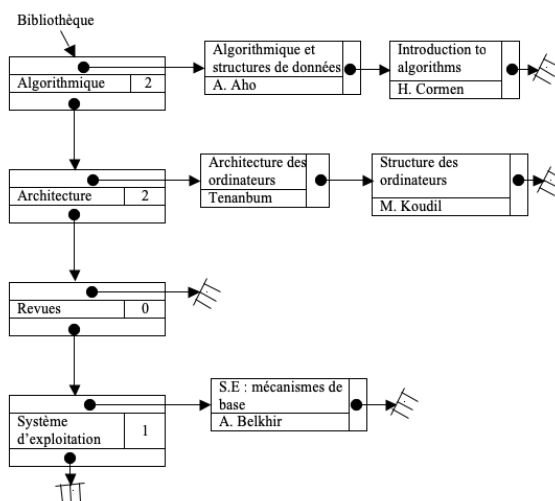 Bibliothèque
Algorithmique et
structures de données
A. Aho
Introduction to
algorithms
H. Cormen
Algorithmique 2
Architecture des
ordinateurs
Tenanbum
Structure des
ordinateurs
M. Koudil
Architecture 2
Revues 0
S.E : mécanismes de
base
A. Belkhir
Système
d'exploitation 1